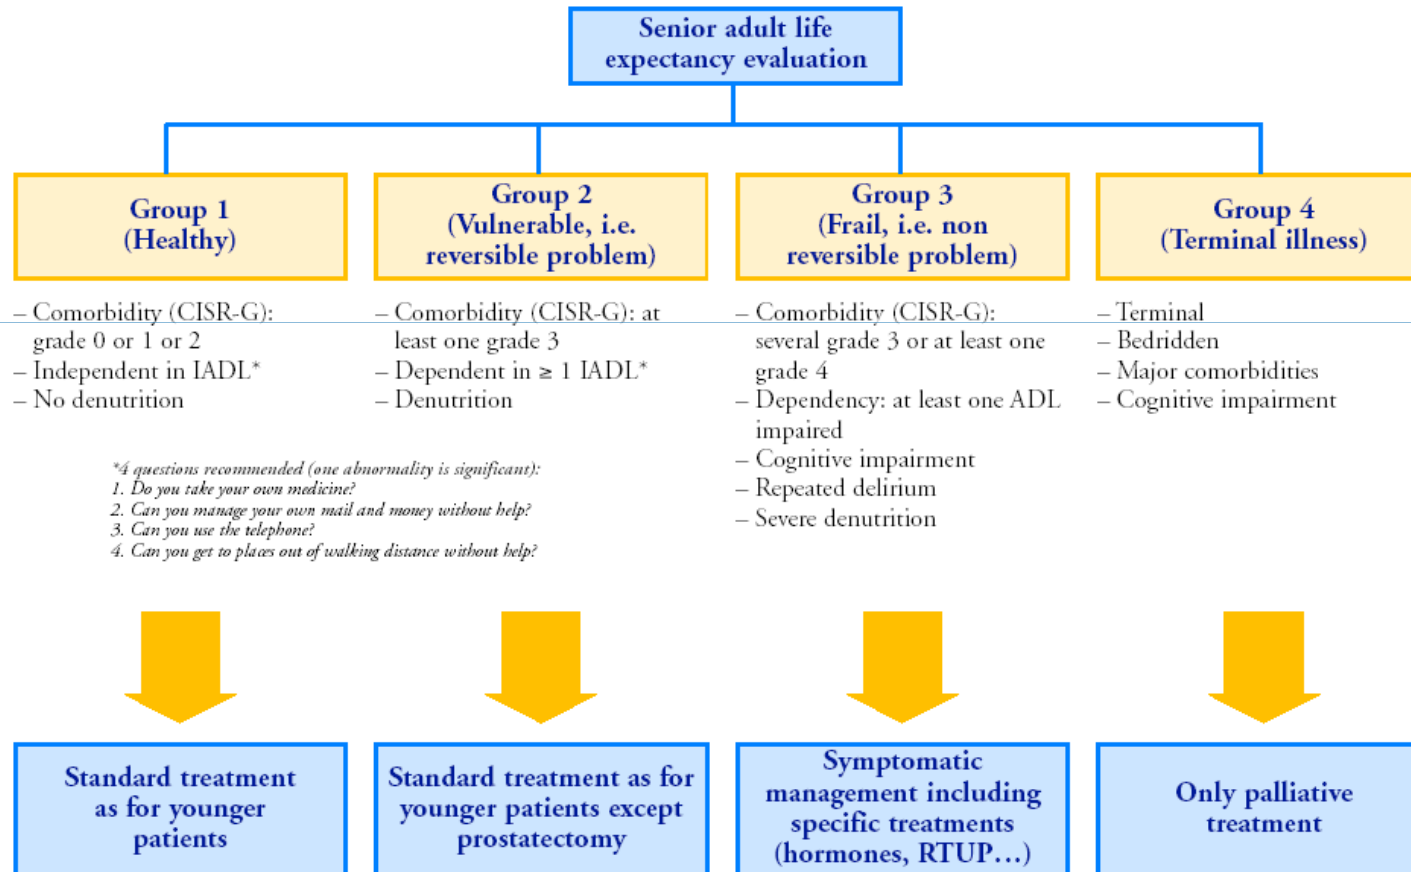 Senior adult life
expectancy evaluation
Group 1
(Healthy)
– Comorbidity (CISR-G):
grade 0 or 1 or 2
– Independent in IADL*
– No denutrition
Group 2
(Vulnerable, i.e.
reversible problem)
– Comorbidity (CISR-G): at
least one grade 3
– Dependent in ≥ 1 IADL*
– Denutrition
*4 questions recommended (one abnormality is significant):
1. Do you take your own medicine?
2. Can you manage your own mail and money without help?
3. Can you use the telephone?
4. Can you get to places out of walking distance without help?
Group 3
(Frail, i.e. non
reversible problem)
– Comorbidity (CISR-G):
several grade 3 or at least one
grade 4
– Dependency: at least one ADL
impaired
– Cognitive impairment
– Repeated delirium
– Severe denutrition
Group 4
(Terminal illness)
– Terminal
– Bedridden
– Major comorbidities
– Cognitive impairment
Standard treatment
as for younger
patients
Standard treatment as for
younger patients except
prostatectomy
Symptomatic
management including
specific treatments
(hormones, RTUP…)
Only palliative
treatment